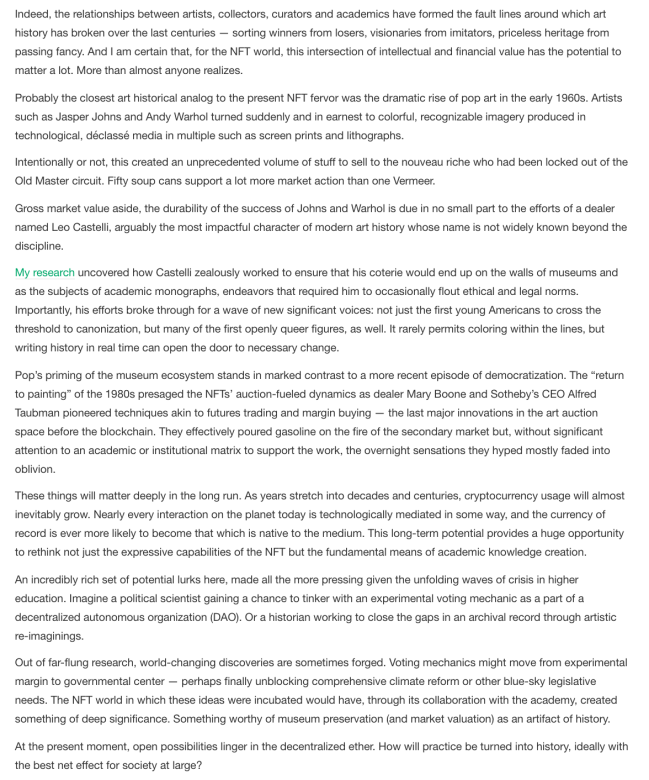 Indeed, the relationships between artists, collectors, curators and academics have formed the fault lines around which art
history has broken over the last centuries — sorting winners from losers, visionaries from imitators, priceless heritage from
passing fancy. And I am certain that, for the NFT world, this intersection of intellectual and financial value has the potential to
matter a lot. More than almost anyone realizes.
Probably the closest art historical analog to the present NFT fervor was the dramatic rise of pop art in the early 1960s. Artists
such as Jasper Johns and Andy Warhol turned suddenly and in earnest to colorful, recognizable imagery produced in
technological, déclassé media in multiple such as screen prints and lithographs.
Intentionally or not, this created an unprecedented volume of stuff to sell to the nouveau riche who had been locked out of the
Old Master circuit. Fifty soup cans support a lot more market action than one Vermeer.
Gross market value aside, the durability of the success of Johns and Warhol is due in no small part to the efforts of a dealer
named Leo Castelli, arguably the most impactful character of modern art history whose name is not widely known beyond the
discipline.
My research uncovered how Castelli zealously worked to ensure that his coterie would end up on the walls of museums and
as the subjects of academic monographs, endeavors that required him to occasionally flout ethical and legal norms.
Importantly, his efforts broke through for a wave of new significant voices: not just the first young Americans to cross the
threshold to canonization, but many of the first openly queer figures, as well. It rarely permits coloring within the lines, but
writing history in real time can open the door to necessary change.
Pop's priming of the museum ecosystem stands in marked contrast to a more recent episode of democratization. The “return
to painting” of the 1980s presaged the NFTs' auction-fueled dynamics as dealer Mary Boone and Sotheby's CEO Alfred
Taubman pioneered techniques akin to futures trading and margin buying — the last major innovations in the art auction
space before the blockchain. They effectively poured gasoline on the fire of the secondary market but, without significant
attention to an academic or institutional matrix to support the work, the overnight sensations they hyped mostly faded into
oblivion.
These things will matter deeply in the long run. As years stretch into decades and centuries, cryptocurrency usage will almost
inevitably grow. Nearly every interaction on the planet today is technologically mediated in some way, and the currency of
record is ever more likely to become that which is native to the medium. This long-term potential provides a huge opportunity
to rethink not just the expressive capabilities of the NFT but the fundamental means of academic knowledge creation.
An incredibly rich set of potential lurks here, made all the more pressing given the unfolding waves of crisis in higher
education. Imagine a political scientist gaining a chance to tinker with an experimental voting mechanic as a part of a
decentralized autonomous organization (DAO). Or a historian working to close the gaps in an archival record through artistic
re-imaginings.
Out of far-flung research, world-changing discoveries are sometimes forged. Voting mechanics might move from experimental
margin to governmental center — perhaps finally unblocking comprehensive climate reform or other blue-sky legislative
needs. The NFT world in which these ideas were incubated would have, through its collaboration with the academy, created
something of deep significance. Something worthy of museum preservation (and market valuation) as an artifact of history.
At the present moment, open possibilities linger in the decentralized ether. How will practice be turned into history, ideally with
the best net effect for society at large?